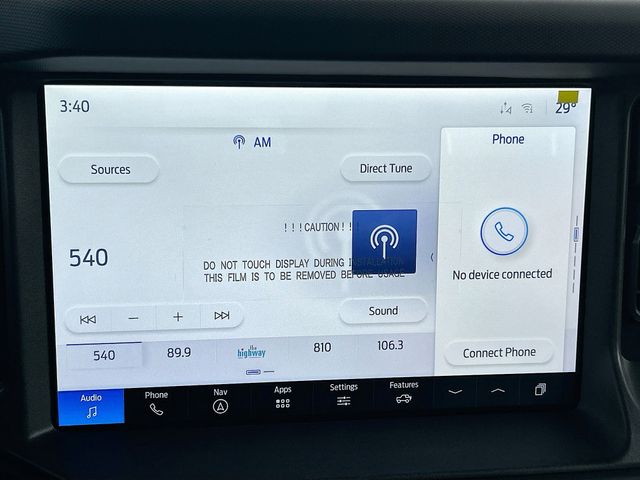 3:40
29°
AM
Phone
Sources
Direct Tune
!!!CAUTION!!!
540
DO NOT TOUCH DISPLAY DURING INSTALLATION
THIS FILM IS TO BE REMOVED BEFORE USAGE
No device connected
Sound
540
89.9
the highway
810
106.3
Connect Phone
Audio
Phone
Nav
Apps
Settings
Features